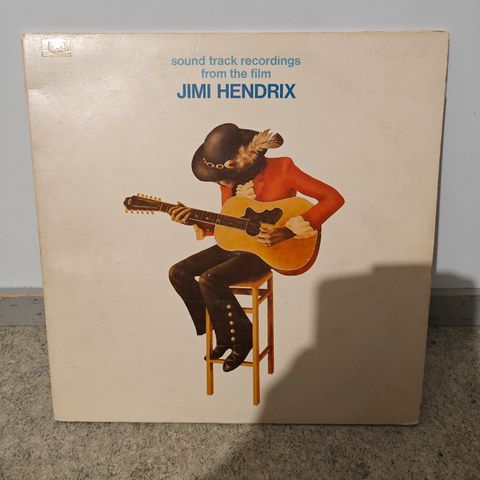 sound track recordings
from the film
JIMI HENDRIX